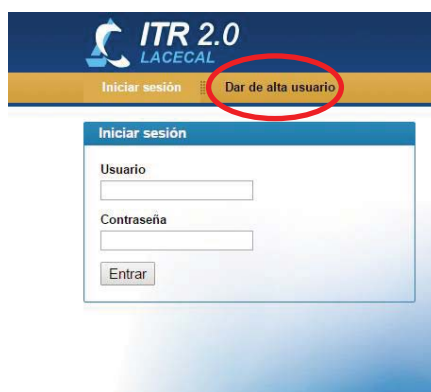 ITR 2.0
LACECAL
Iniciar sesión Dar de alta usuario
Iniciar sesión
Usuario
Contraseña
Entrar